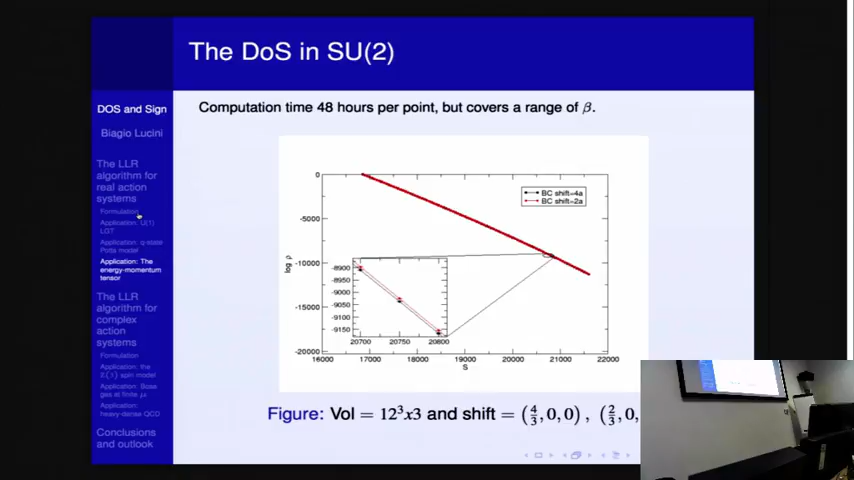 The DoS in SU(2)
DOS and Sign
Biagio Lucini
The LLR
algorithm for
real action
systems
Formulation
Application: U(1)
LGT
Application: q-state
Potts model
Application: The
energy-momentum
tensor
The LLR
algorithm for
complex
action
systems
Formulation
Application: the
Z(3) spin model
Application: Bose
gas at finite μ
Application:
heavy-dense QCD
Conclusions
and outlook
Computation time 48 hours per point, but covers a range of β.
BC shift=4a
BC shift=2a
log ρ
0
-5000
-10000
-15000
-20000
-8900
-8950
-9000
-9050
-9100
-9150
20700 20750 20800
16000 17000 18000 19000 20000 21000 22000
S
Figure: Vol = 12³x3 and shift = (4/3, 0, 0), (2/3, 0,